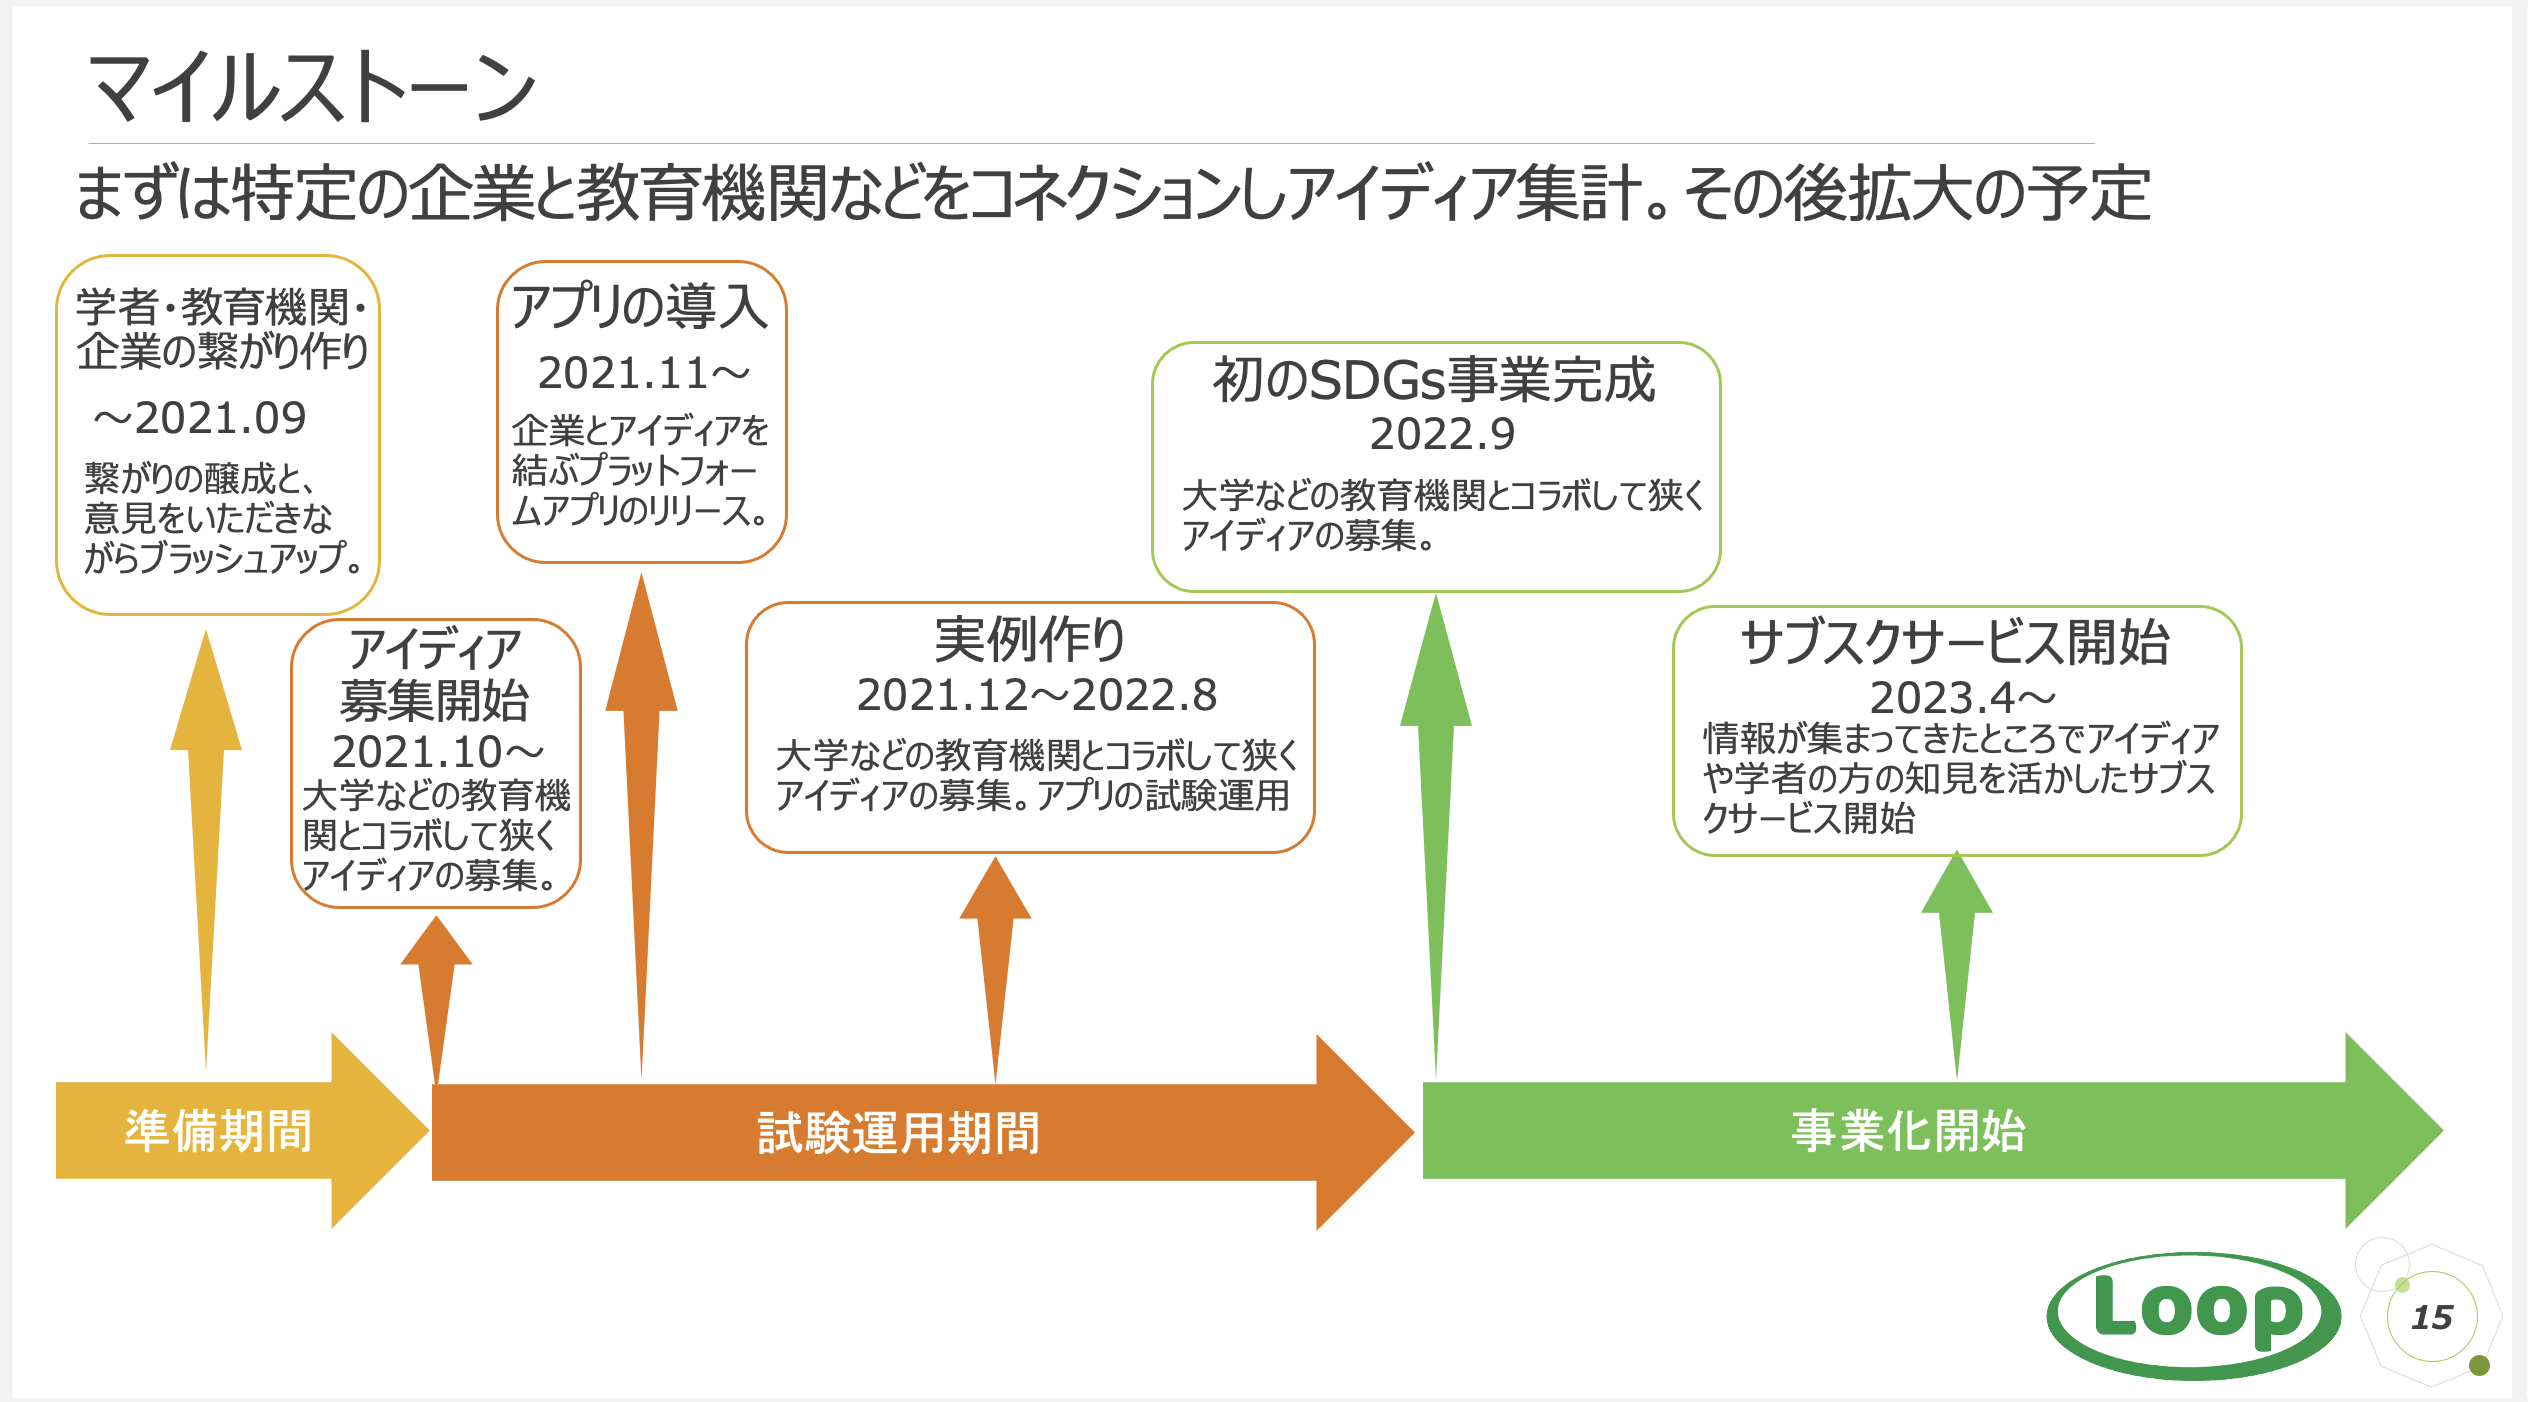 マイルストーン
まずは特定の企業と教育機関などをコネクションしアイディア集計。その後拡大の予定
学者・教育機関・
企業の繋がり作り
～2021.09
繋がりの醸成と、
意見をいただきな
がらブラッシュアップ。
アイディア
募集開始
2021.10～
大学などの教育機
関とコラボして狭く
アイディアの募集。
アプリの導入
2021.11～
企業とアイディアを
結ぶプラットフォー
ムアプリのリリース。
実例作り
2021.12～2022.8
大学などの教育機関とコラボして狭く
アイディアの募集。アプリの試験運用
初のSDGs事業完成
2022.9
大学などの教育機関とコラボして狭く
アイディアの募集。
サブスクサービス開始
2023.4～
情報が集まってきたところでアイディア
や学者の方の知見を活かしたサブス
クサービス開始
準備期間
試験運用期間
事業化開始
Loop
15